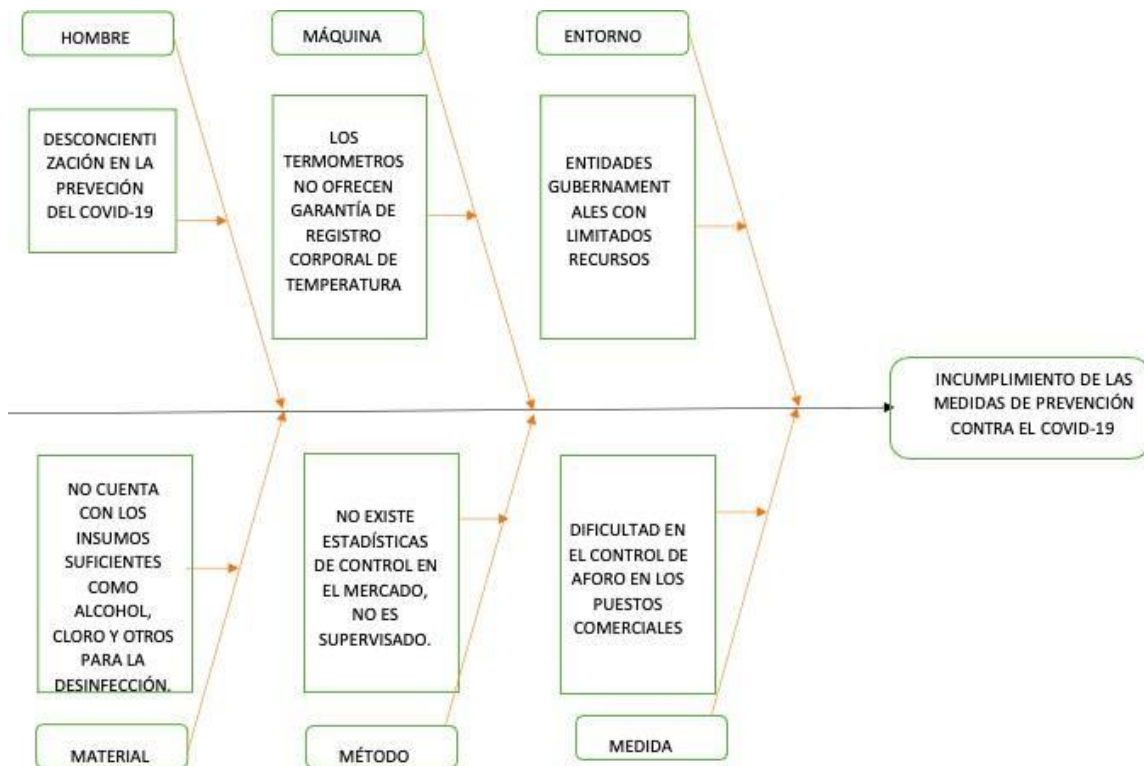 HOMBRE
MÁQUINA
ENTORNO
DESCONCIENTI
ZACIÓN EN LA
PREVECIÓN
DEL COVID-19
LOS
TERMOMETROS
NO OFRECEN
GARANTÍA DE
REGISTRO
CORPORAL DE
TEMPERATURA
ENTIDADES
GUBERNAMENT
ALES CON
LIMITADOS
RECURSOS
INCUMPLIMIENTO DE LAS
MEDIDAS DE PREVENCIÓN
CONTRA EL COVID-19
NO CUENTA
CON LOS
INSUMOS
SUFICIENTES
COMO
ALCOHOL,
CLORO Y OTROS
PARA LA
DESINFECCIÓN.
NO EXISTE
ESTADÍSTICAS
DE CONTROL EN
EL MERCADO,
NO ES
SUPERVISADO.
DIFICULTAD EN
EL CONTROL DE
AFORO EN LOS
PUESTOS
COMERCIALES
MATERIAL
MÉTODO
MEDIDA